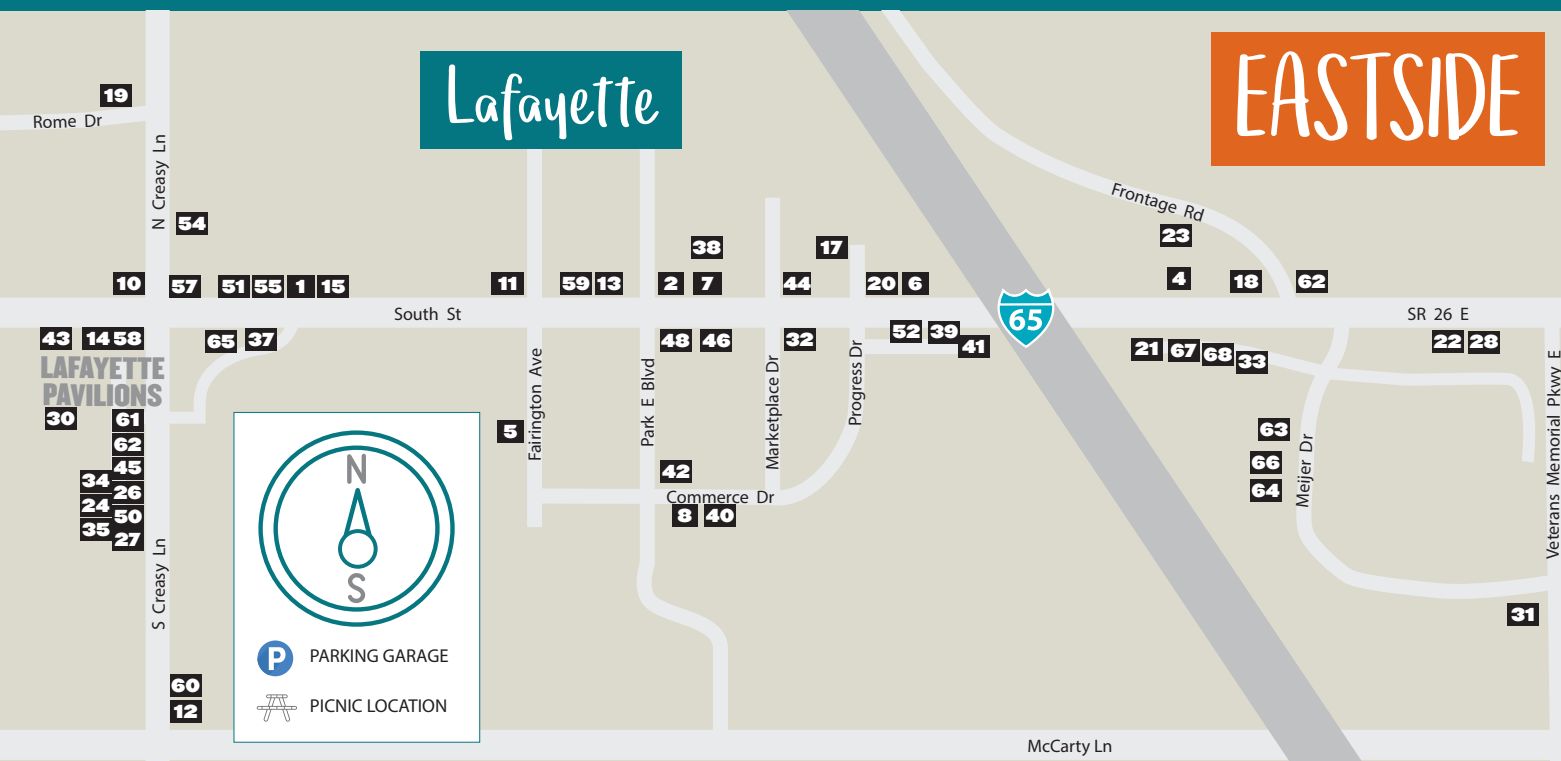 Lafayette
EASTSIDE
19
Rome Dr
N Creasy Ln
54
Frontage Rd
23
38
17
10
57
51
55
1
15
11
59
13
2
7
44
20
6
4
18
62
South St
65
SR 26 E
43
14
58
65
37
48
46
32
52
39
41
21
67
68
33
22
28
LAFAYETTE
PAVILIONS
30
61
62
45
34
26
24
50
35
27
S Creasy Ln
5
Fairington Ave
Park E Blvd
Marketplace Dr
Progress Dr
42
Commerce Dr
8
40
63
66
64
Meijer Dr
Veterans Memorial Pkwy E
31
60
12
N
S
P PARKING GARAGE
PICNIC LOCATION
McCarty Ln